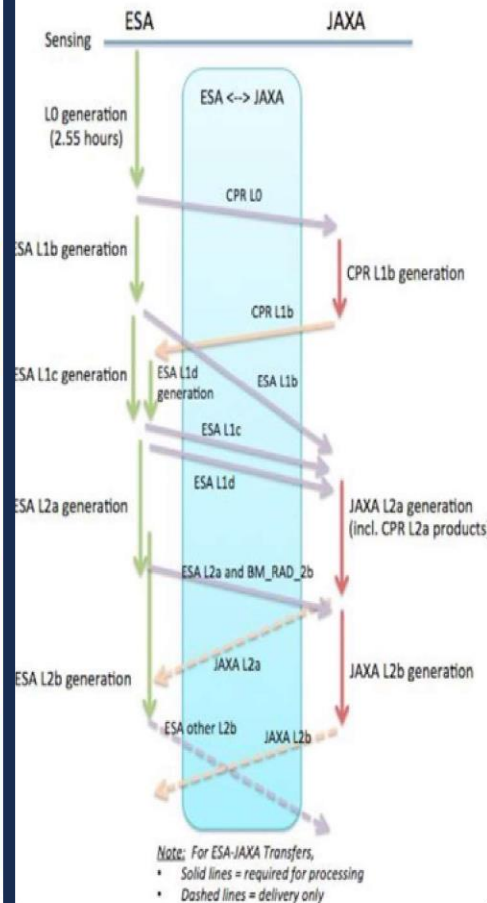 ESA JAXA
Sensing
ESA <--> JAXA
L0 generation
(2.55 hours)
CPR L0
ESA L1b generation
CPR L1b generation
CPR L1b
ESA L1c generation
ESA L1d
generation
ESA L1b
ESA L1c
ESA L1d
ESA L2a generation
JAXA L2a generation
(incl. CPR L2a products
ESA L2a and BM_RAD_2b
JAXA L2a
ESA L2b generation
JAXA L2b generation
ESA other L2b
JAXA L2b
Note: For ESA-JAXA Transfers,
• Solid lines = required for processing
• Dashed lines = delivery only